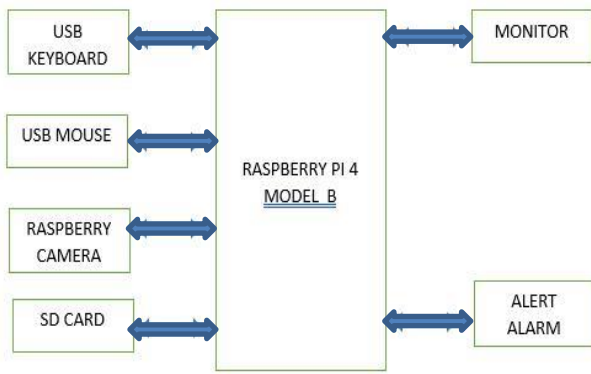 USB
KEYBOARD
USB MOUSE
RASPBERRY
CAMERA
SD CARD
RASPBERRY PI 4
MODEL B
MONITOR
ALERT
ALARM